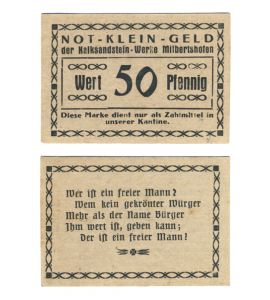 NOT-KLEIN-GELD
der Kalksandstein-Werke Milbertshofen
Wert 50 Pfennig
Diese Marke dient nur als Zahlmittel in
unserer Kantine.
Wer ist ein freier Mann?
Wem kein gekrönter Würger
Mehr als der Name Bürger
Ihm wert ist, geben kann;
Der ist ein freier Mann!